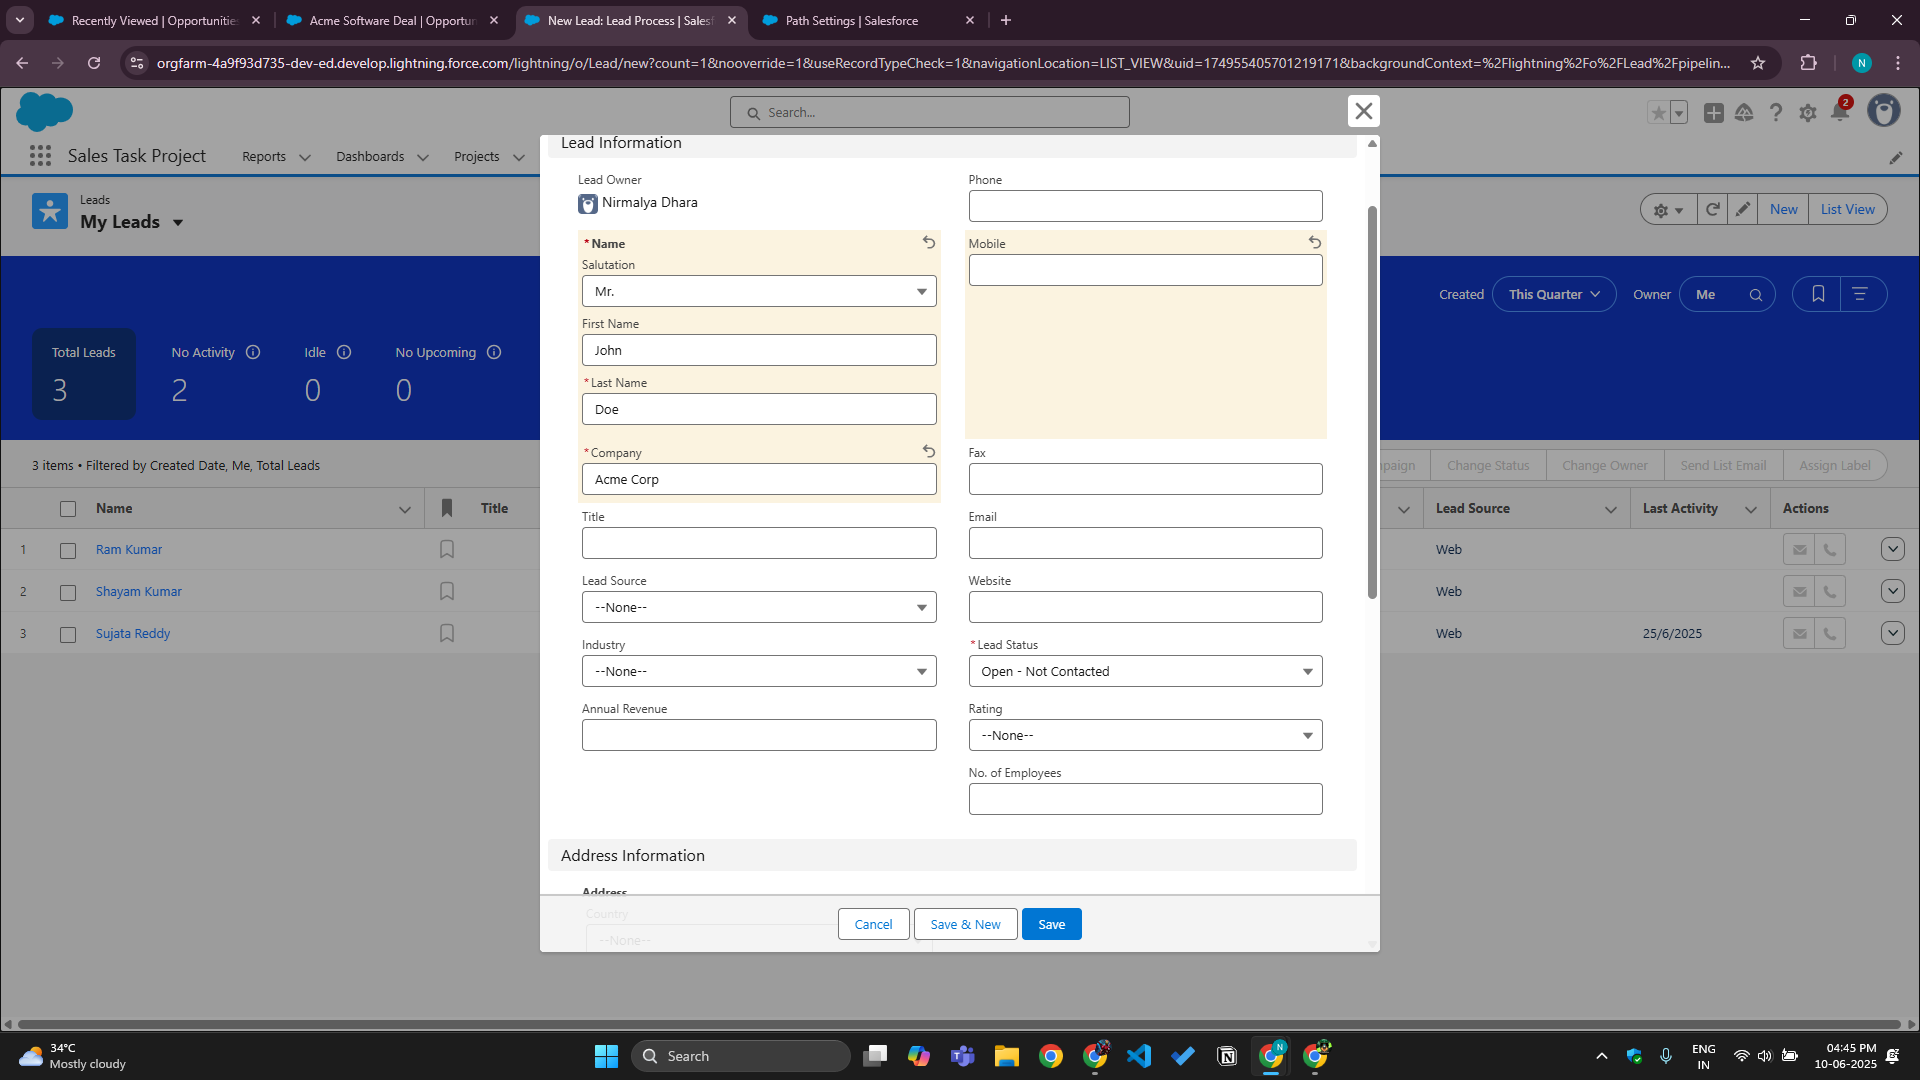 Recently Viewed | Opportunities
Acme Software Deal | Opportun
New Lead: Lead Process | Salesf
Path Settings | Salesforce
orgfarm-4a9f93d735-dev-ed.develop.lightning.force.com/lightning/o/Lead/new?count=1&nooverride=1&useRecordTypeCheck=1&navigationLocation=LIST_VIEW&uid=174955405701219171&backgroundContext=%2Flightning%2Fo%2FLead%2Fpipelin...
N
Search...
2
Sales Task Project
Reports
Dashboards
Projects
Leads
My Leads
New
List View
Created
This Quarter
Owner
Me
Total Leads
3
No Activity
2
Idle
0
No Upcoming
0
3 items • Filtered by Created Date, Me, Total Leads
paign
Change Status
Change Owner
Send List Email
Assign Label
Name
Title
Lead Source
Last Activity
Actions
1
Ram Kumar
Web
2
Shayam Kumar
Web
3
Sujata Reddy
Web
25/6/2025
Lead Information
Lead Owner
Nirmalya Dhara
Phone
*Name
Salutation
Mr.
Mobile
First Name
John
*Last Name
Doe
*Company
Acme Corp
Fax
Title
Email
Lead Source
--None--
Website
Industry
--None--
*Lead Status
Open - Not Contacted
Annual Revenue
Rating
--None--
No. of Employees
Address Information
Address
Country
--None--
Cancel
Save & New
Save
34°C
Mostly cloudy
Search
N
ENG
IN
04:45 PM
10-06-2025